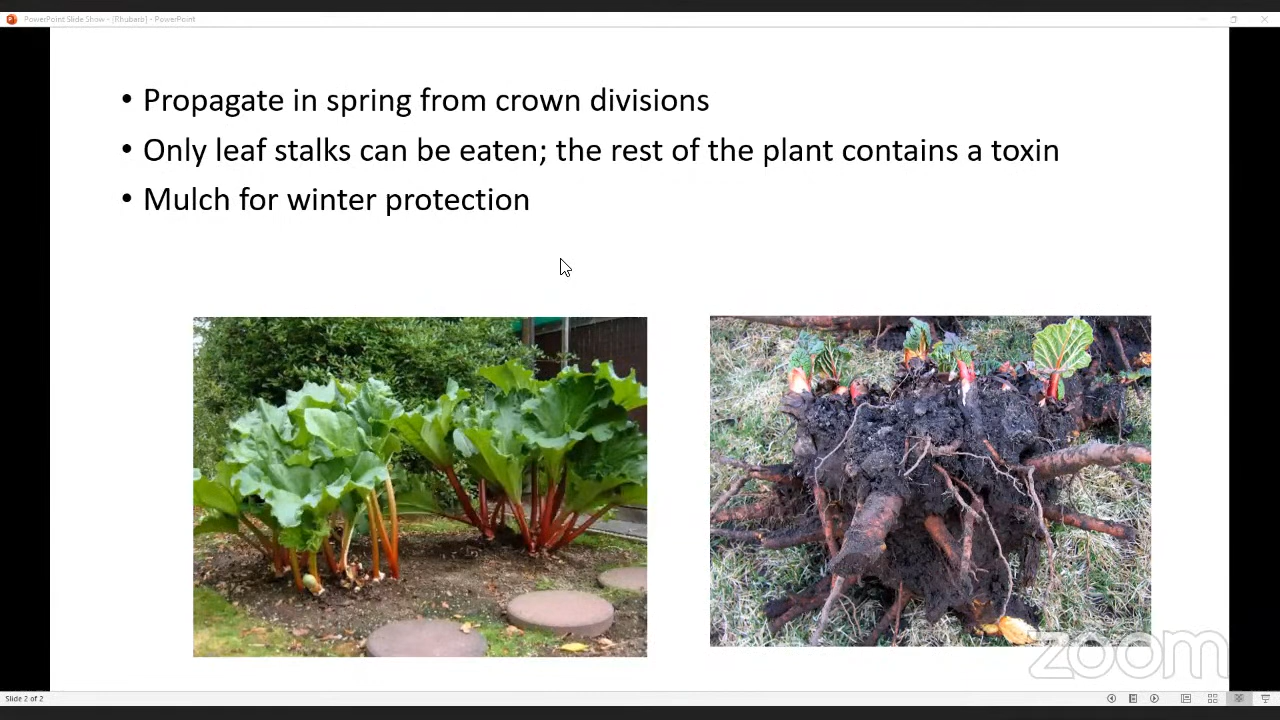 PowerPoint Slide Show - [Rhubarb] - PowerPoint
• Propagate in spring from crown divisions
• Only leaf stalks can be eaten; the rest of the plant contains a toxin
• Mulch for winter protection
zoom
Slide 2 of 2